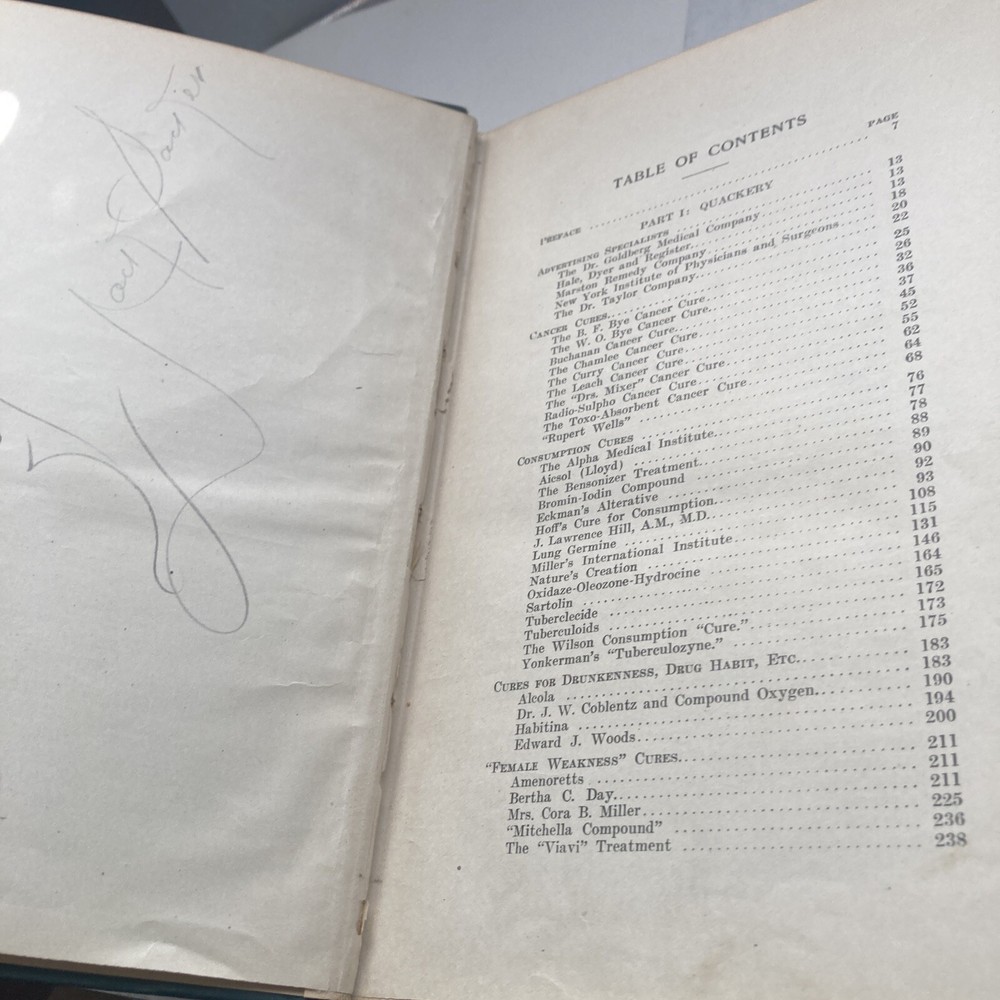 TABLE OF CONTENTS
PAGE
PREFACE ........ 7
PART I: QUACKERY
ADVERTISING SPECIALISTS ........ 13
The Dr. Goldberg Medical Company ........ 13
Hale, Dyer and Register ........ 13
Marston Remedy Company ........ 18
New York Institute of Physicians and Surgeons ........ 20
The Dr. Taylor Company ........ 22
CANCER CURES ........ 25
The B. F. Bye Cancer Cure ........ 26
The W. O. Bye Cancer Cure ........ 32
Buchanan Cancer Cure ........ 36
The Chamlee Cancer Cure ........ 37
The Curry Cancer Cure ........ 45
The Leach Cancer Cure ........ 52
The "Drs. Mixer" Cancer Cure ........ 55
Radio-Sulpho Cancer Cure ........ 62
The Toxo-Absorbent Cancer Cure ........ 64
"Rupert Wells" ........ 68
CONSUMPTION CURES ........ 76
The Alpha Medical Institute ........ 77
Aicsol (Lloyd) ........ 78
The Bensonizer Treatment ........ 88
Bromin-Iodin Compound ........ 89
Eckman's Alterative ........ 90
Hoff's Cure for Consumption ........ 92
J. Lawrence Hill, A.M., M.D. ........ 93
Lung Germine ........ 108
Miller's International Institute ........ 115
Nature's Creation ........ 131
Oxidaze-Oleozone-Hydrocine ........ 146
Sartolin ........ 164
Tuberclecide ........ 165
Tuberculoids ........ 172
The Wilson Consumption "Cure." ........ 173
Yonkerman's "Tuberculozyne." ........ 175
CURES FOR DRUNKENNESS, DRUG HABIT, ETC. ........ 183
Alcola ........ 183
Dr. J. W. Coblentz and Compound Oxygen ........ 190
Habitina ........ 194
Edward J. Woods ........ 200
"FEMALE WEAKNESS" CURES ........ 211
Amenoretts ........ 211
Bertha C. Day ........ 211
Mrs. Cora B. Miller ........ 225
"Mitchella Compound" ........ 236
The "Viavi" Treatment ........ 238